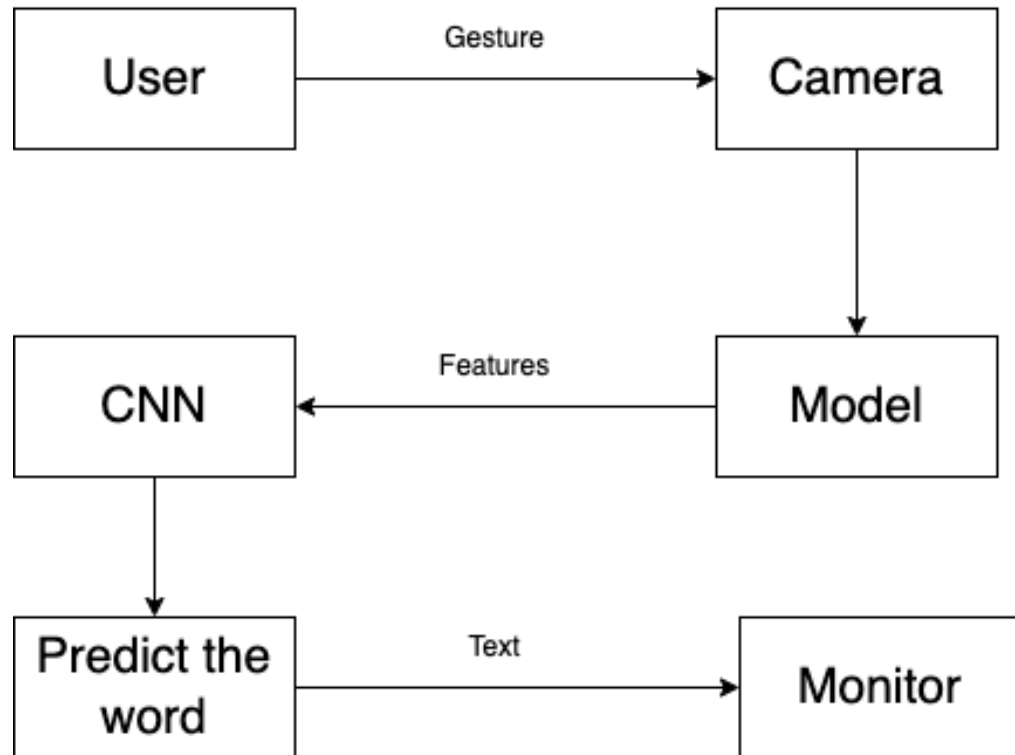 User
Gesture
Camera
CNN
Features
Model
Predict the
word
Text
Monitor